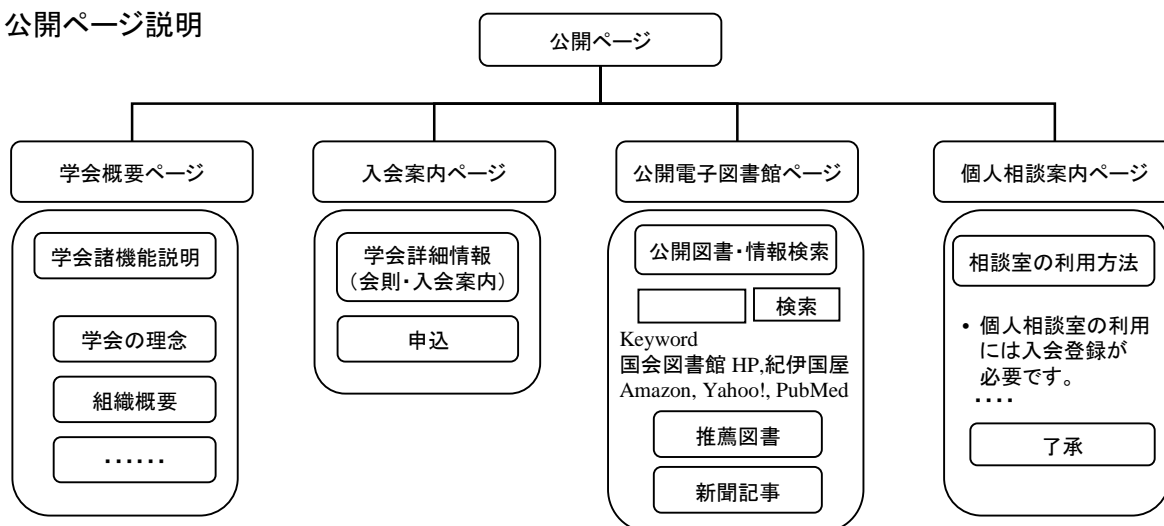 公開ページ説明
公開ページ
学会概要ページ
学会諸機能説明
学会の理念
組織概要
・・・・・・
入会案内ページ
学会詳細情報
（会則・入会案内）
申込
公開電子図書館ページ
公開図書・情報検索
検索
Keyword
国会図書館 HP,紀伊国屋
Amazon, Yahoo!, PubMed
推薦図書
新聞記事
個人相談案内ページ
相談室の利用方法
• 個人相談室の利用
には入会登録が
必要です。
・・・・
了承